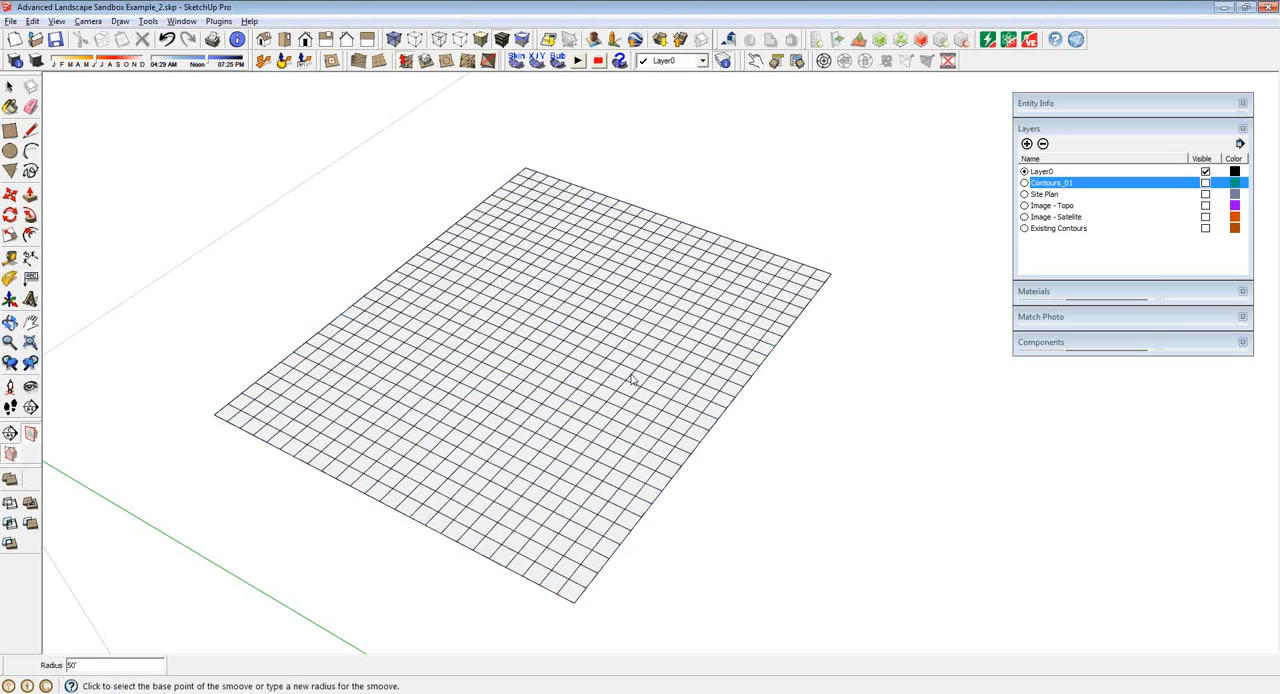 Advanced Landscape Sandbox Example_2.skp - SketchUp Pro
File Edit View Camera Draw Tools Window Plugins Help
J F M A M J J A S O N D 04:29 AM Noon 07:25 PM Skin X/Y Bub Layer0
Entity Info
Layers
Name Visible Color
Layer0
Contours_01
Site Plan
Image - Topo
Image - Satelite
Existing Contours
Materials
Match Photo
Components
Radius 50'
Click to select the base point of the smoove or type a new radius for the smoove.